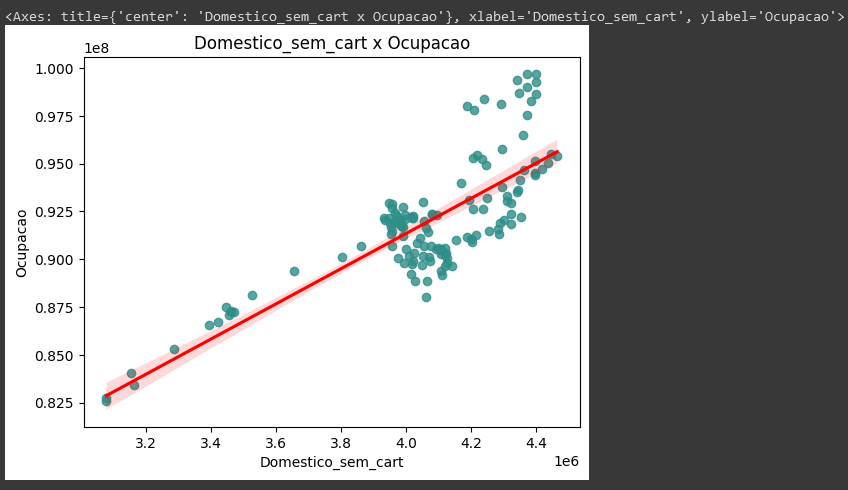 <Axes: title={'center': 'Domestico_sem_cart x Ocupacao'}, xlabel='Domestico_sem_cart', ylabel='Ocupacao'>
Domestico_sem_cart x Ocupacao
1e8
1.000
0.975
0.950
0.925
0.900
0.875
0.850
0.825
Ocupacao
3.2 3.4 3.6 3.8 4.0 4.2 4.4
1e6
Domestico_sem_cart